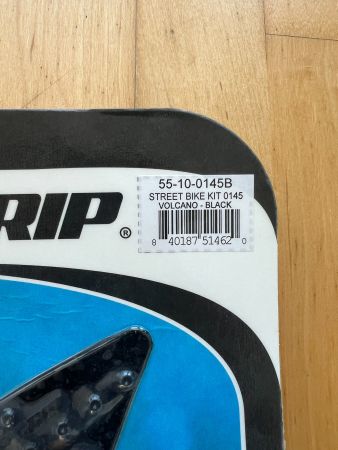 55-10-0145B
STREET BIKE KIT 0145
VOLCANO - BLACK
8 40187 51462 0
RIP®